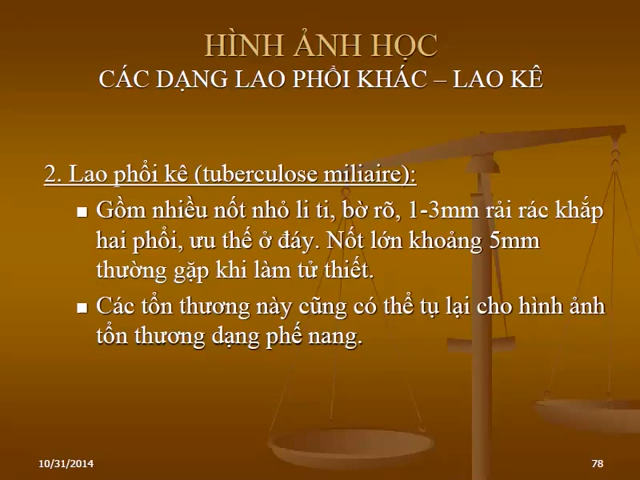 HÌNH ẢNH HỌC
CÁC DẠNG LAO PHỔI KHÁC – LAO KÊ
2. Lao phổi kê (tuberculose miliaire):
■ Gồm nhiều nốt nhỏ li ti, bờ rõ, 1-3mm rải rác khắp
hai phổi, ưu thế ở đáy. Nốt lớn khoảng 5mm
thường gặp khi làm tử thiết.
■ Các tổn thương này cũng có thể tụ lại cho hình ảnh
tổn thương dạng phế nang.
10/31/2014
78